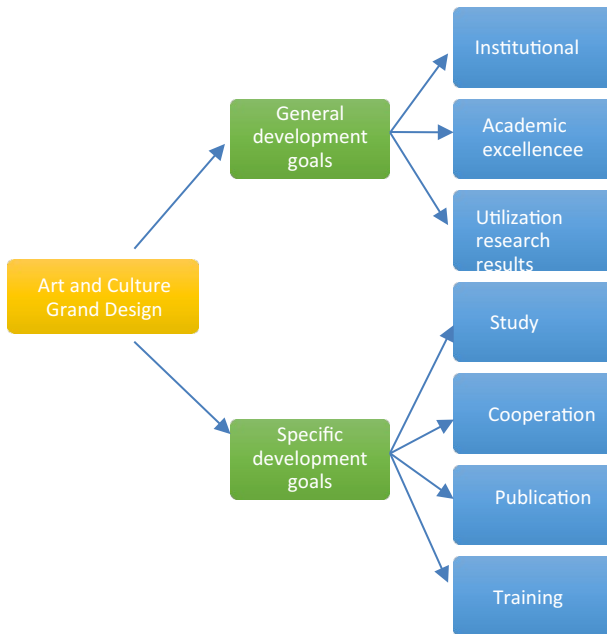 Institutional
General
development
goals
Academic
excellencee
Utilization
research
results
Art and Culture
Grand Design
Study
Specific
development
goals
Cooperation
Publication
Training